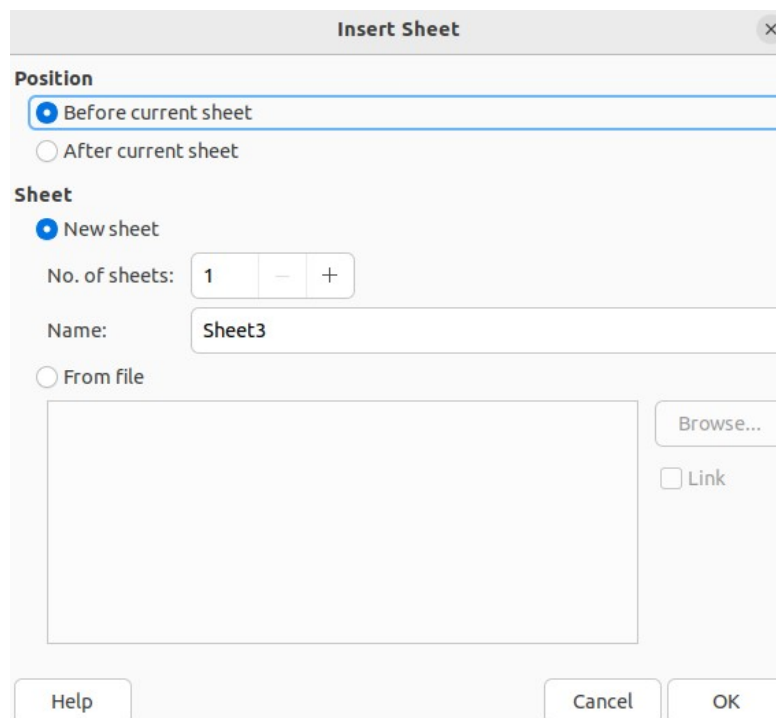 Insert Sheet
Position
Before current sheet
After current sheet
Sheet
New sheet
No. of sheets: 1
Name: Sheet3
From file
Browse...
Link
Help Cancel OK